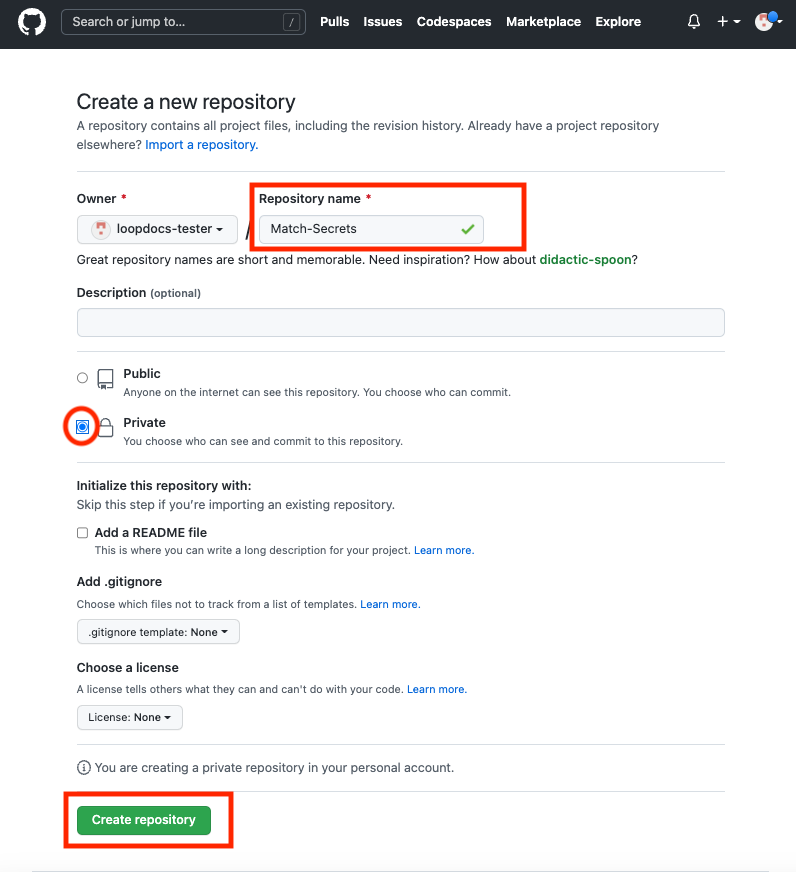 Search or jump to... / Pulls Issues Codespaces Marketplace Explore
Create a new repository
A repository contains all project files, including the revision history. Already have a project repository
elsewhere? Import a repository.
Owner * Repository name *
loopdocs-tester / Match-Secrets
Great repository names are short and memorable. Need inspiration? How about didactic-spoon?
Description (optional)
Public
Anyone on the internet can see this repository. You choose who can commit.
Private
You choose who can see and commit to this repository.
Initialize this repository with:
Skip this step if you’re importing an existing repository.
Add a README file
This is where you can write a long description for your project. Learn more.
Add .gitignore
Choose which files not to track from a list of templates. Learn more.
.gitignore template: None
Choose a license
A license tells others what they can and can't do with your code. Learn more.
License: None
You are creating a private repository in your personal account.
Create repository